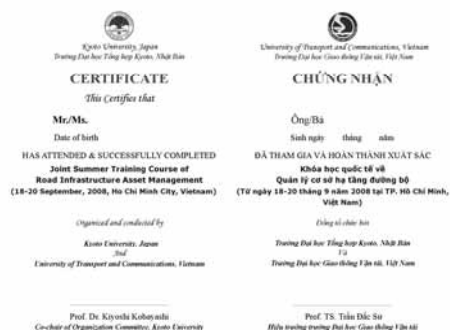 Kyoto University, Japan
Trường Đại học Tổng hợp Kyoto, Nhật Bản
CERTIFICATE
This Certifies that
Mr./Ms.
Date of birth
HAS ATTENDED & SUCCESSFULLY COMPLETED
Joint Summer Training Course of
Road Infrastructure Asset Management
(18-20 September, 2008, Ho Chi Minh City, Vietnam)
Organized and conducted by
Kyoto University, Japan
And
University of Transport and Communications, Vietnam
Prof. Dr. Kiyoshi Kobayashi
Co-chair of Organization Committee, Kyoto University
University of Transport and Communications, Vietnam
Trường Đại học Giao thông Vận tải, Việt Nam
CHỨNG NHẬN
Ông/Bà
Sinh ngày tháng năm
ĐÃ THAM GIA VÀ HOÀN THÀNH XUẤT SẮC
Khóa học quốc tế về
Quản lý cơ sở hạ tầng đường bộ
(Từ ngày 18-20 tháng 9 năm 2008 tại TP. Hồ Chí Minh,
Việt Nam)
Đồng tổ chức bởi
Trường Đại học Tổng hợp Kyoto, Nhật Bản
Và
Trường Đại học Giao thông Vận tải, Việt Nam
Prof. TS. Trần Đắc Sử
Hiệu trưởng trường Đại học Giao thông Vận tải